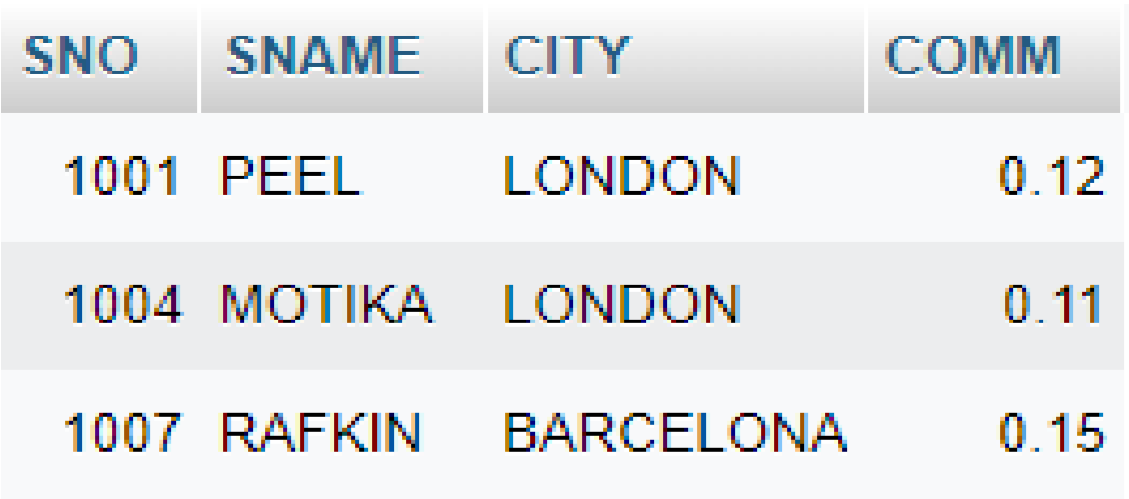 SNO SNAME CITY COMM
1001 PEEL LONDON 0.12
1004 MOTIKA LONDON 0.11
1007 RAFKIN BARCELONA 0.15